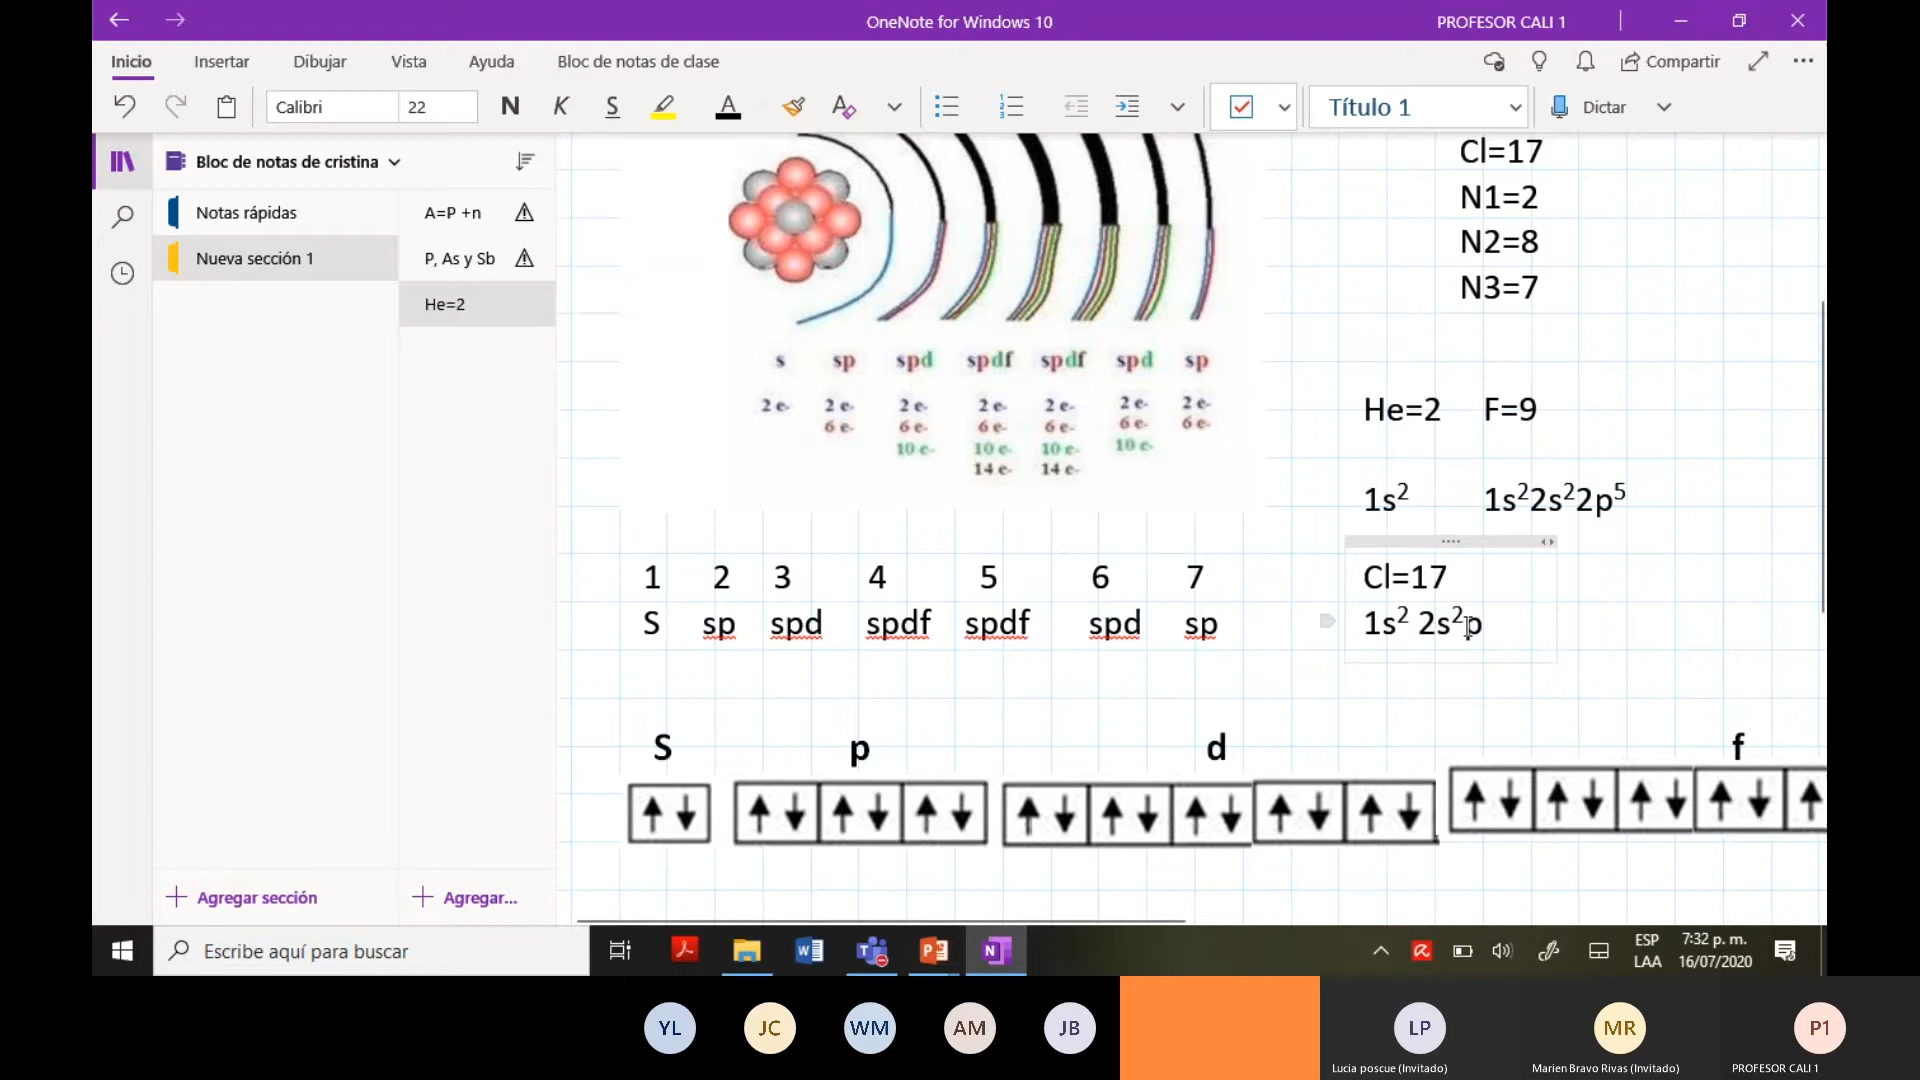 OneNote for Windows 10
PROFESOR CALI 1
Inicio Insertar Dibujar Vista Ayuda Bloc de notas de clase
Compartir
Calibri 22 N K S A A Título 1 Dictar
Bloc de notas de cristina
Notas rápidas
Nueva sección 1
A=P +n
P, As y Sb
He=2
Agregar sección
Agregar...
s sp spd spdf spdf spd sp
2 e- 2 e- 2 e- 2 e- 2 e- 2 e- 2 e-
6 e- 6 e- 6 e- 6 e- 6 e- 6 e-
10 e- 10 e- 10 e- 10 e-
14 e- 14 e-
1 2 3 4 5 6 7
S sp spd spdf spdf spd sp
Cl=17
N1=2
N2=8
N3=7
He=2 F=9
1s² 1s²2s²2p⁵
Cl=17
1s² 2s²p
S p d f
Escribe aquí para buscar
ESP
LAA
7:32 p. m.
16/07/2020
YL JC WM AM JB LP MR P1
Lucia poscue (Invitado)
Marien Bravo Rivas (Invitado)
PROFESOR CALI 1